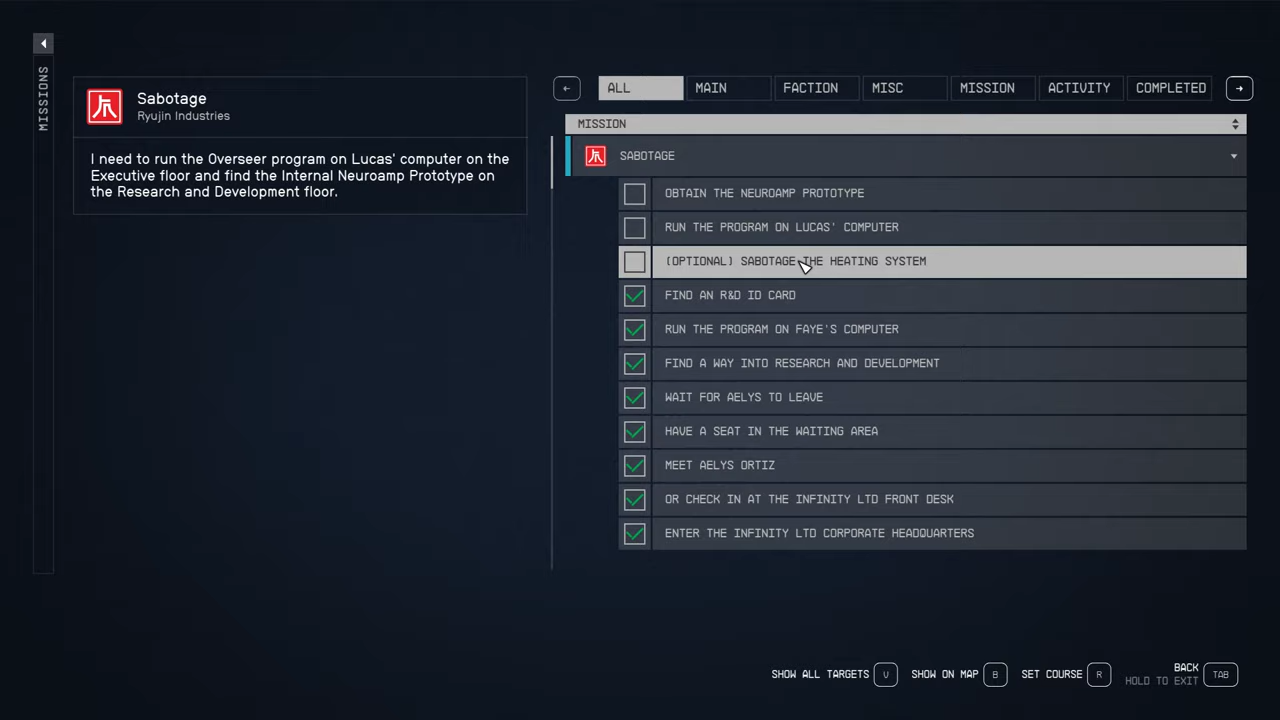 MISSIONS
Sabotage
Ryujin Industries
I need to run the Overseer program on Lucas' computer on the
Executive floor and find the Internal Neuroamp Prototype on
the Research and Development floor.
ALL
MAIN
FACTION
MISC
MISSION
ACTIVITY
COMPLETED
MISSION
SABOTAGE
OBTAIN THE NEUROAMP PROTOTYPE
RUN THE PROGRAM ON LUCAS' COMPUTER
(OPTIONAL) SABOTAGE THE HEATING SYSTEM
FIND AN R&D ID CARD
RUN THE PROGRAM ON FAYE'S COMPUTER
FIND A WAY INTO RESEARCH AND DEVELOPMENT
WAIT FOR AELYS TO LEAVE
HAVE A SEAT IN THE WAITING AREA
MEET AELYS ORTIZ
OR CHECK IN AT THE INFINITY LTD FRONT DESK
ENTER THE INFINITY LTD CORPORATE HEADQUARTERS
SHOW ALL TARGETS V
SHOW ON MAP B
SET COURSE R
BACK
HOLD TO EXIT TAB